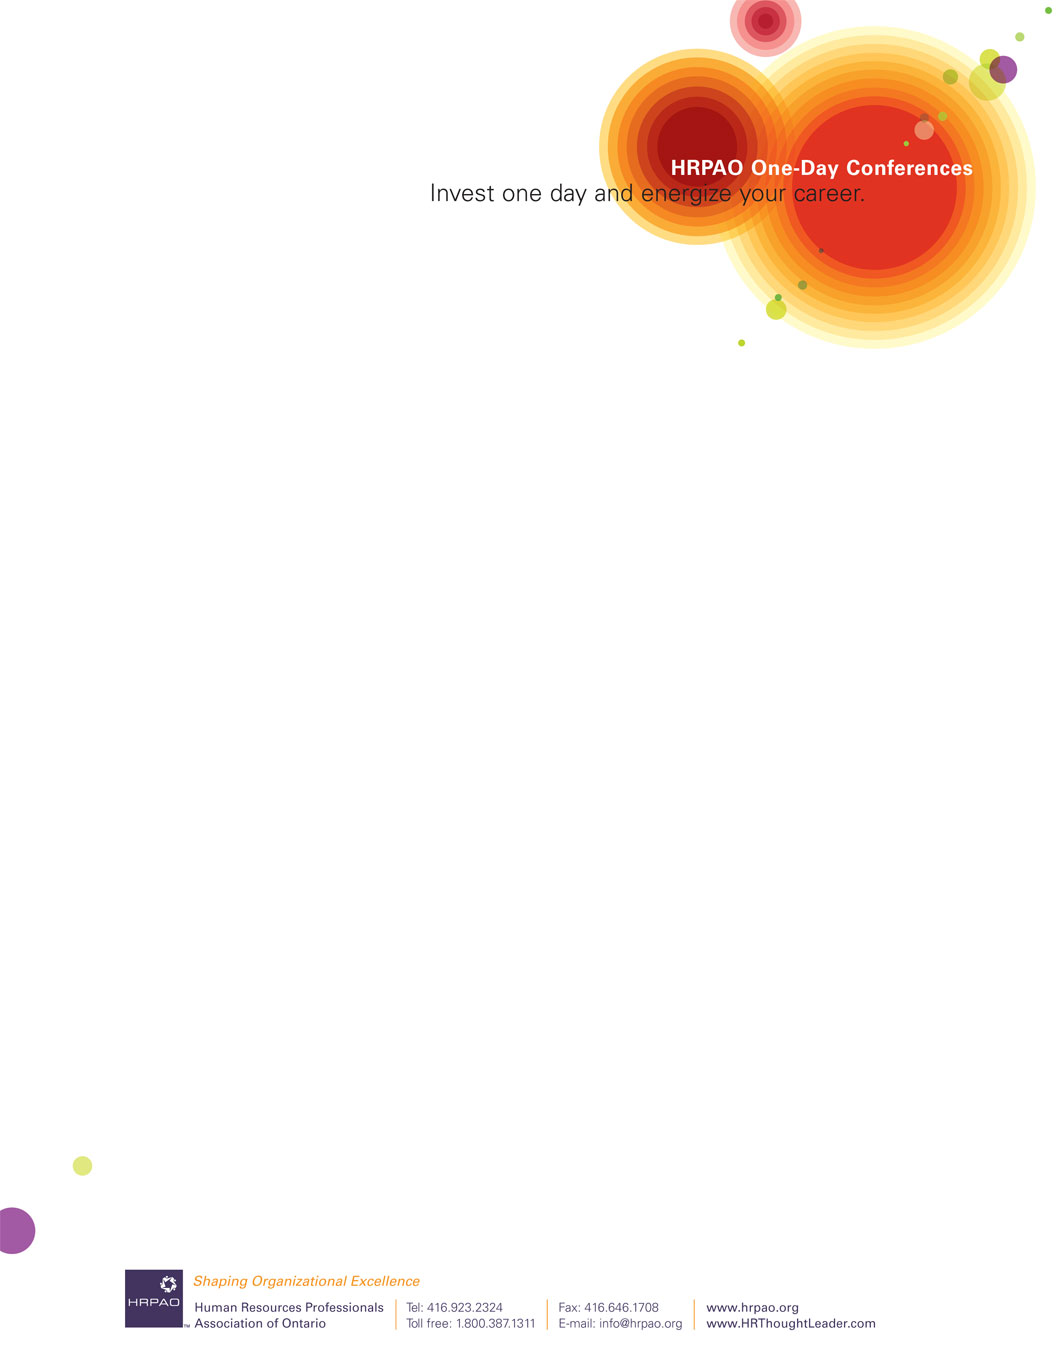 HRPAO One-Day Conferences
Invest one day and energize your career.
Shaping Organizational Excellence
HRPAO
™
Human Resources Professionals
Association of Ontario
Tel: 416.923.2324
Toll free: 1.800.387.1311
Fax: 416.646.1708
E-mail: info@hrpao.org
www.hrpao.org
www.HRThoughtLeader.com